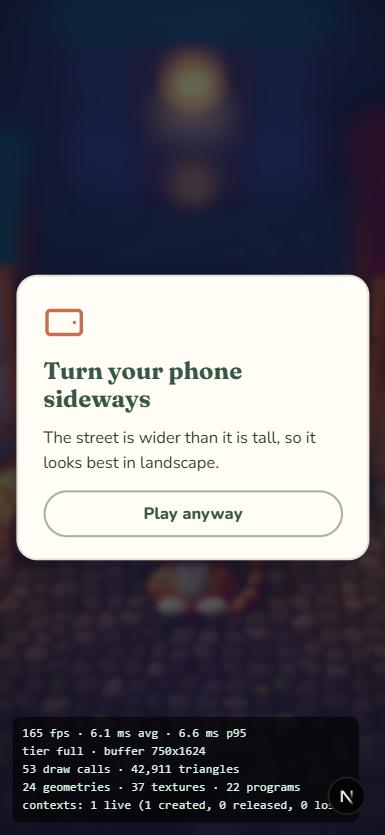 Turn your phone
sideways
The street is wider than it is tall, so it
looks best in landscape.
Play anyway
165 fps · 6.1 ms avg · 6.6 ms p95
tier full · buffer 750x1624
53 draw calls · 42,911 triangles
24 geometries · 37 textures · 22 programs
contexts: 1 live (1 created, 0 released, 0
N